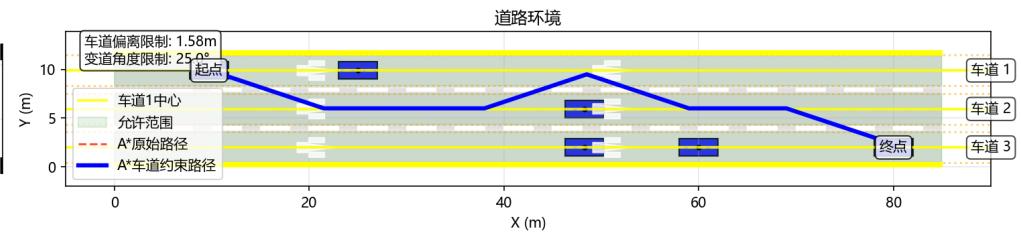 道路环境
车道偏离限制: 1.58m
变道角度限制: 25.0°
起点
车道 1
车道 2
车道 3
终点
车道1中心
允许范围
A*原始路径
A*车道约束路径
10
5
0
Y (m)
0
20
40
60
80
X (m)